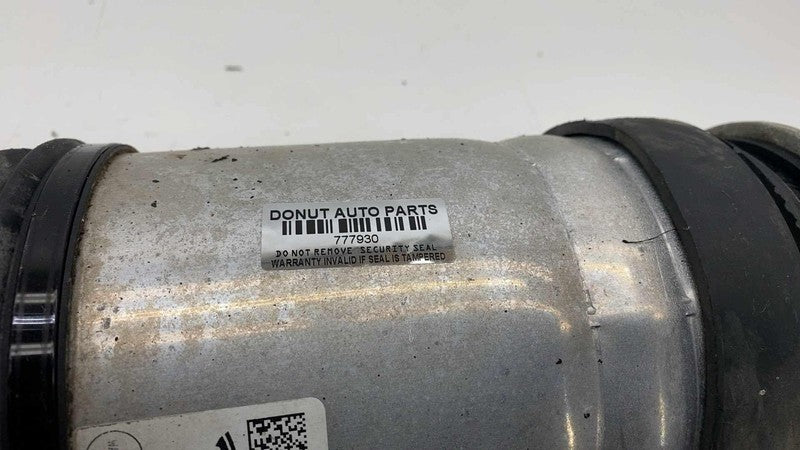 DONUT AUTO PARTS
777930
DO NOT REMOVE SECURITY SEAL
WARRANTY INVALID IF SEAL IS TAMPERED